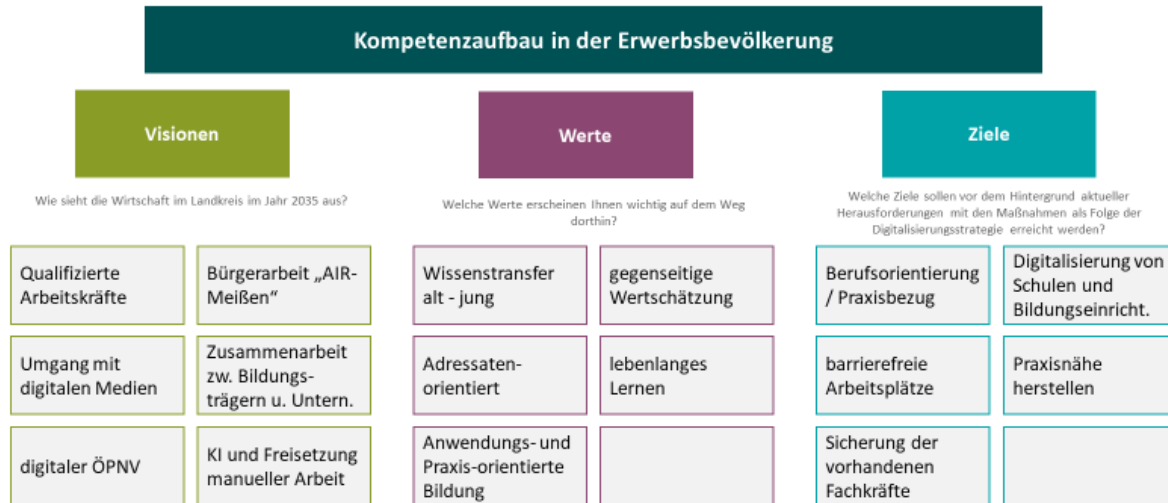 Kompetenzaufbau in der Erwerbsbevölkerung
Visionen
Wie sieht die Wirtschaft im Landkreis im Jahr 2035 aus?
Qualifizierte
Arbeitskräfte
Bürgerarbeit „AIR-
Meißen“
Umgang mit
digitalen Medien
Zusammenarbeit
zw. Bildungs-
trägern u. Untern.
digitaler ÖPNV
KI und Freisetzung
manueller Arbeit
Werte
Welche Werte erscheinen Ihnen wichtig auf dem Weg
dorthin?
Wissenstransfer
alt - jung
gegenseitige
Wertschätzung
Adressaten-
orientiert
lebenlanges
Lernen
Anwendungs- und
Praxis-orientierte
Bildung
Ziele
Welche Ziele sollen vor dem Hintergrund aktueller
Herausforderungen mit den Maßnahmen als Folge der
Digitalisierungsstrategie erreicht werden?
Berufsorientierung
/ Praxisbezug
Digitalisierung von
Schulen und
Bildungseinricht.
barrierefreie
Arbeitsplätze
Praxisnähe
herstellen
Sicherung der
vorhandenen
Fachkräfte